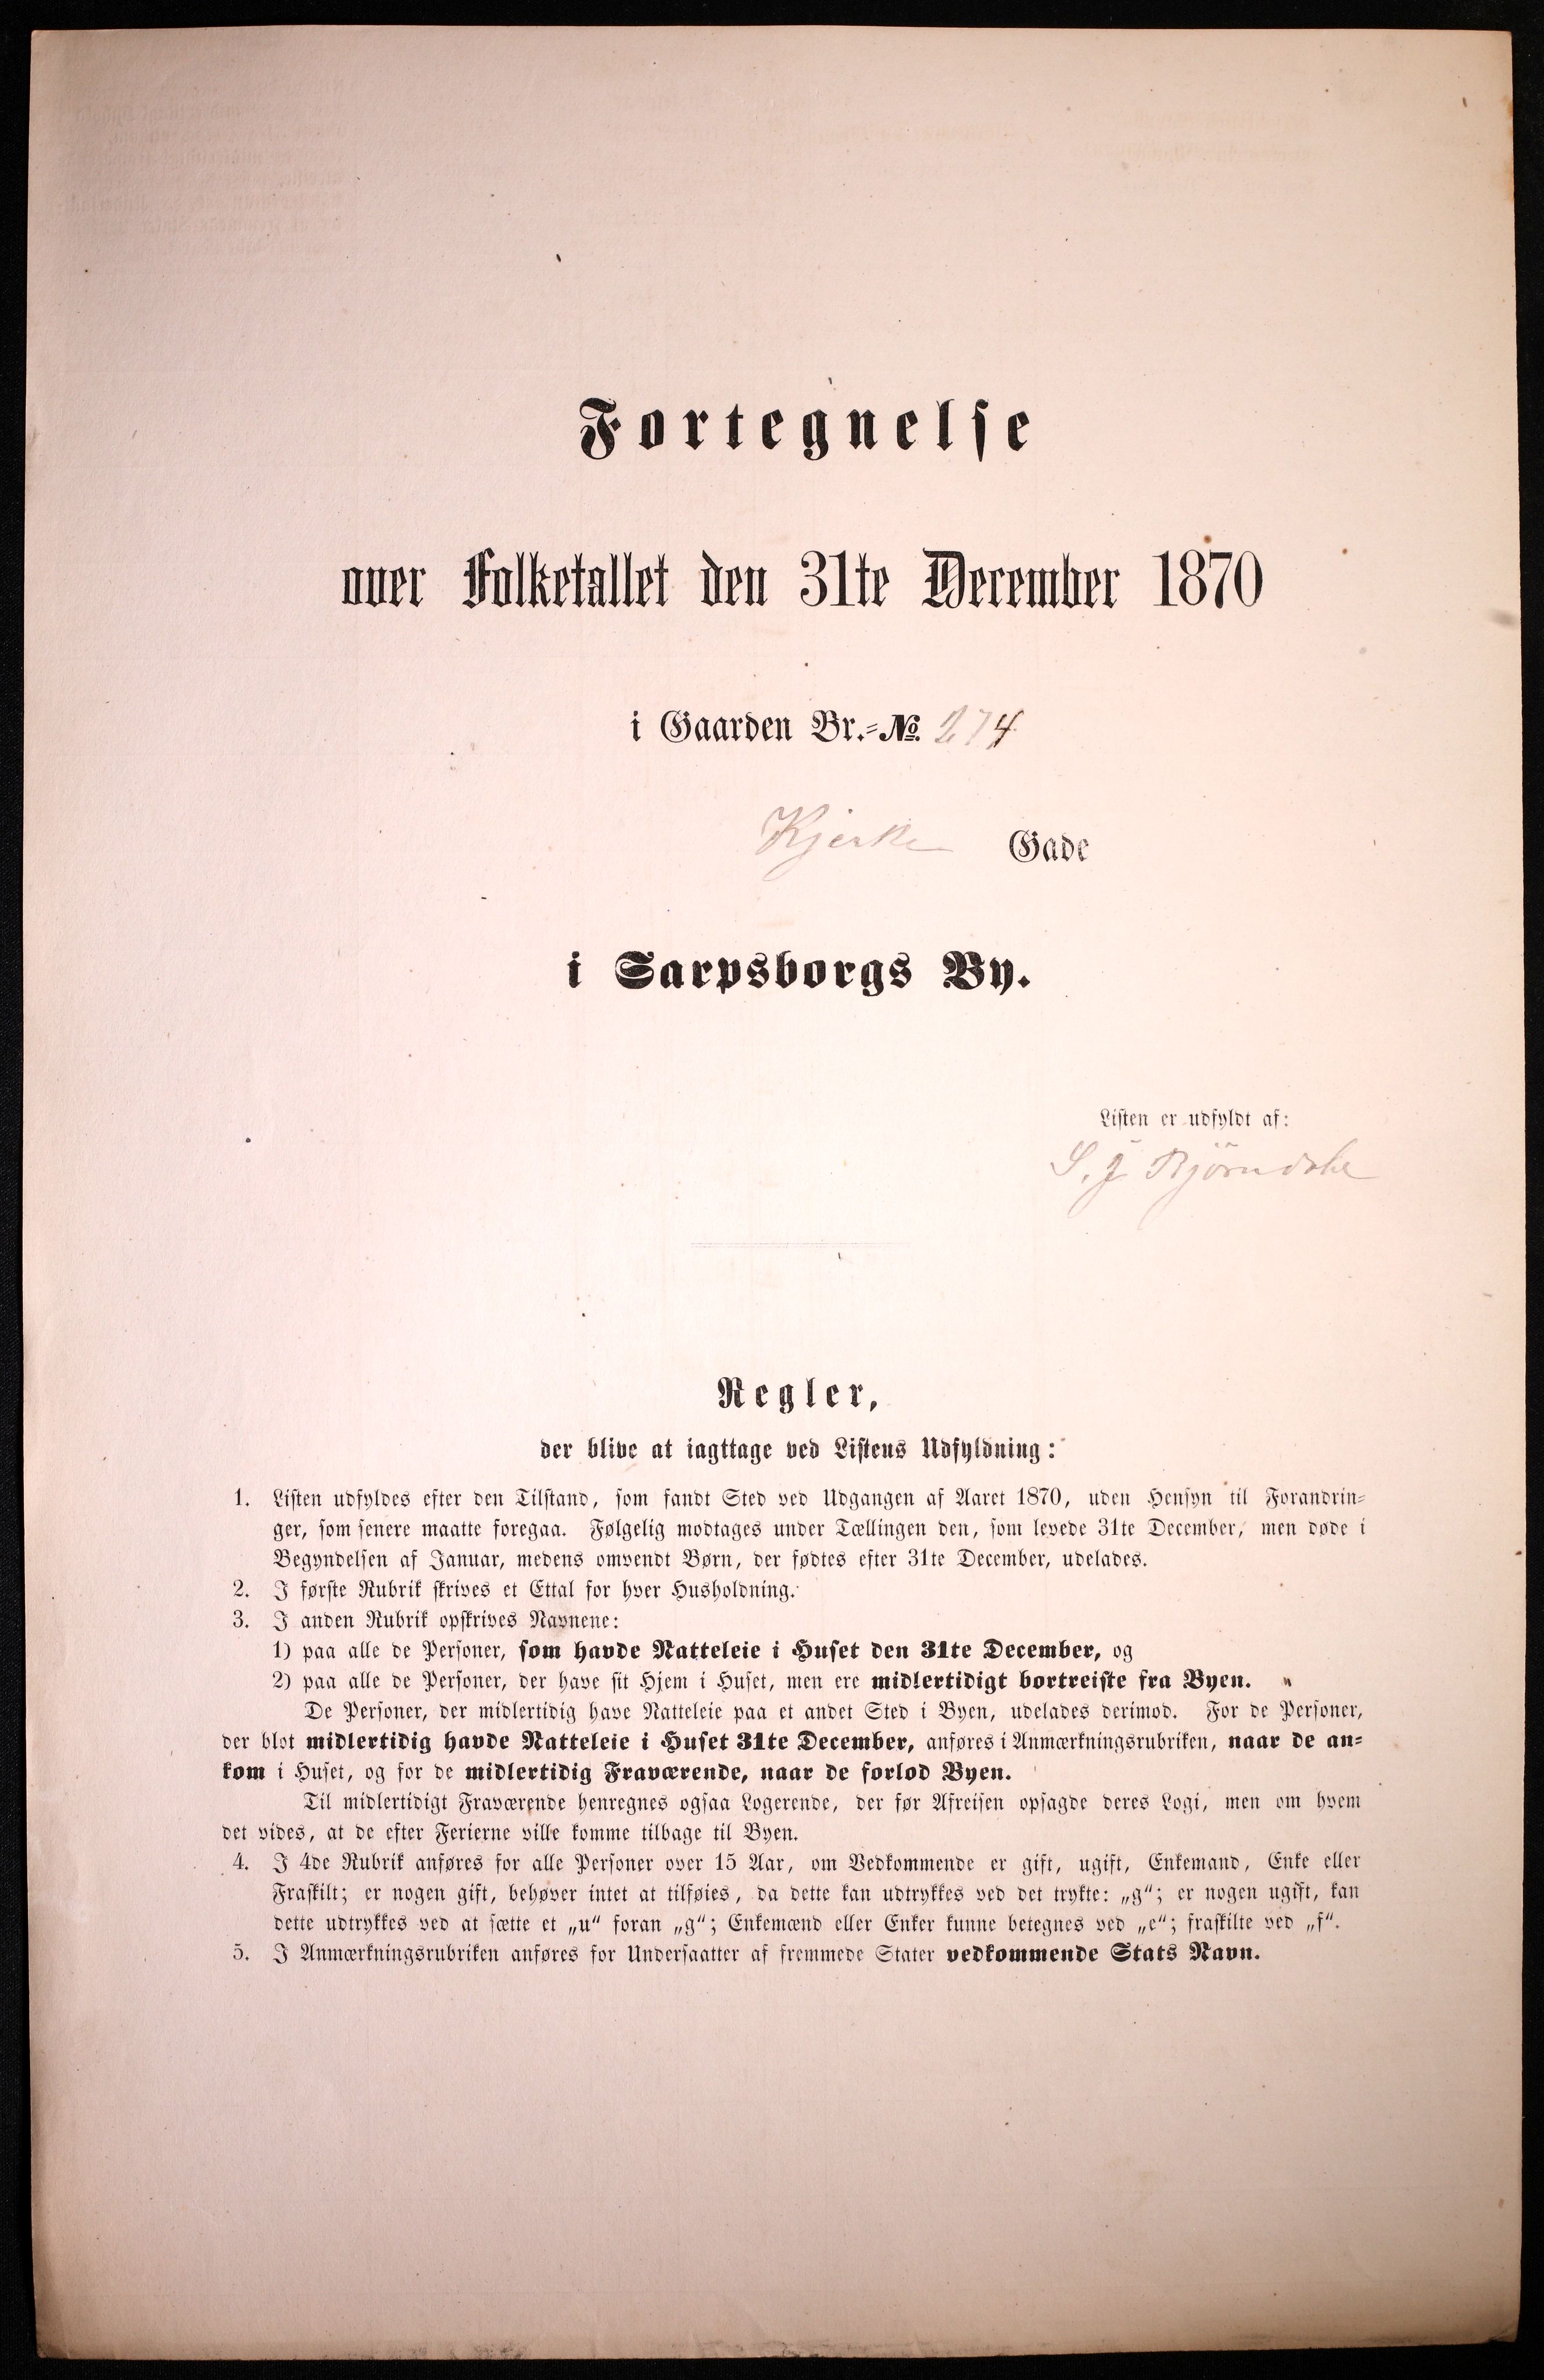 Fortegnelse
over Folketallet den 31te December 1870
i Gaarden Br.=No. 274
Kjerke Gade
i Sarpsborgs By.
Listen er udfyldt af:
S. J
Regler,
der blive at iagttage ved Listens Udfyldning:
1. Listen udfyldes efter den Tilstand, som fandt Sted ved Udgangen af Aaret 1870, uden Hensyn til Forandrin=
ger, som senere maatte foregaa. Følgelig modtages under Tællingen den, som levede 31te December, men døde i
Begyndelsen af Januar, medens omvendt Børn, der fødtes efter 31te December, udelades.
2. I første Rubrik skrives et Ettal for hver Husholdning.
3. I anden Rubrik opskrives Navnene:
1) paa alle de Personer, som havde Natteleie i Huset den 31te December, og
2) paa alle de Personer, der have sit Hjem i Huset, men ere midlertidigt bortreiste fra Byen.
De Personer, der midlertidig have Natteleie paa et andet Sted i Byen, udelades derimod. For de Personer,
der blot midlertidig havde Natteleie i Huset 31te December, anføres i Anmærkningsrubriken, naar de an=
kom i Huset, og for de midlertidig Fraværende, naar de forlod Byen.
Til midlertidigt Fraværende henregnes ogsaa Logerende, der før Afreisen opsagde deres Logi, men om hvem
det vides, at de efter Ferierne ville komme tilbage til Byen.
4. I 4de Rubrik anføres for alle Personer over 15 Aar, om Vedkommende er gift, ugift, Enkemand, Enke eller
Fraskilt; er nogen gift, behøver intet at tilføies, da dette kan udtrykkes ved det trykte: „g“; er nogen ugift, kan
dette udtrykkes ved at sætte et „u“ foran „g“; Enkemænd eller Enker kunne betegnes ved „e“; fraskilte ved „f“.
5. I Anmærkningsrubriken anføres for Undersaatter af fremmede Stater vedkommende Stats Navn.